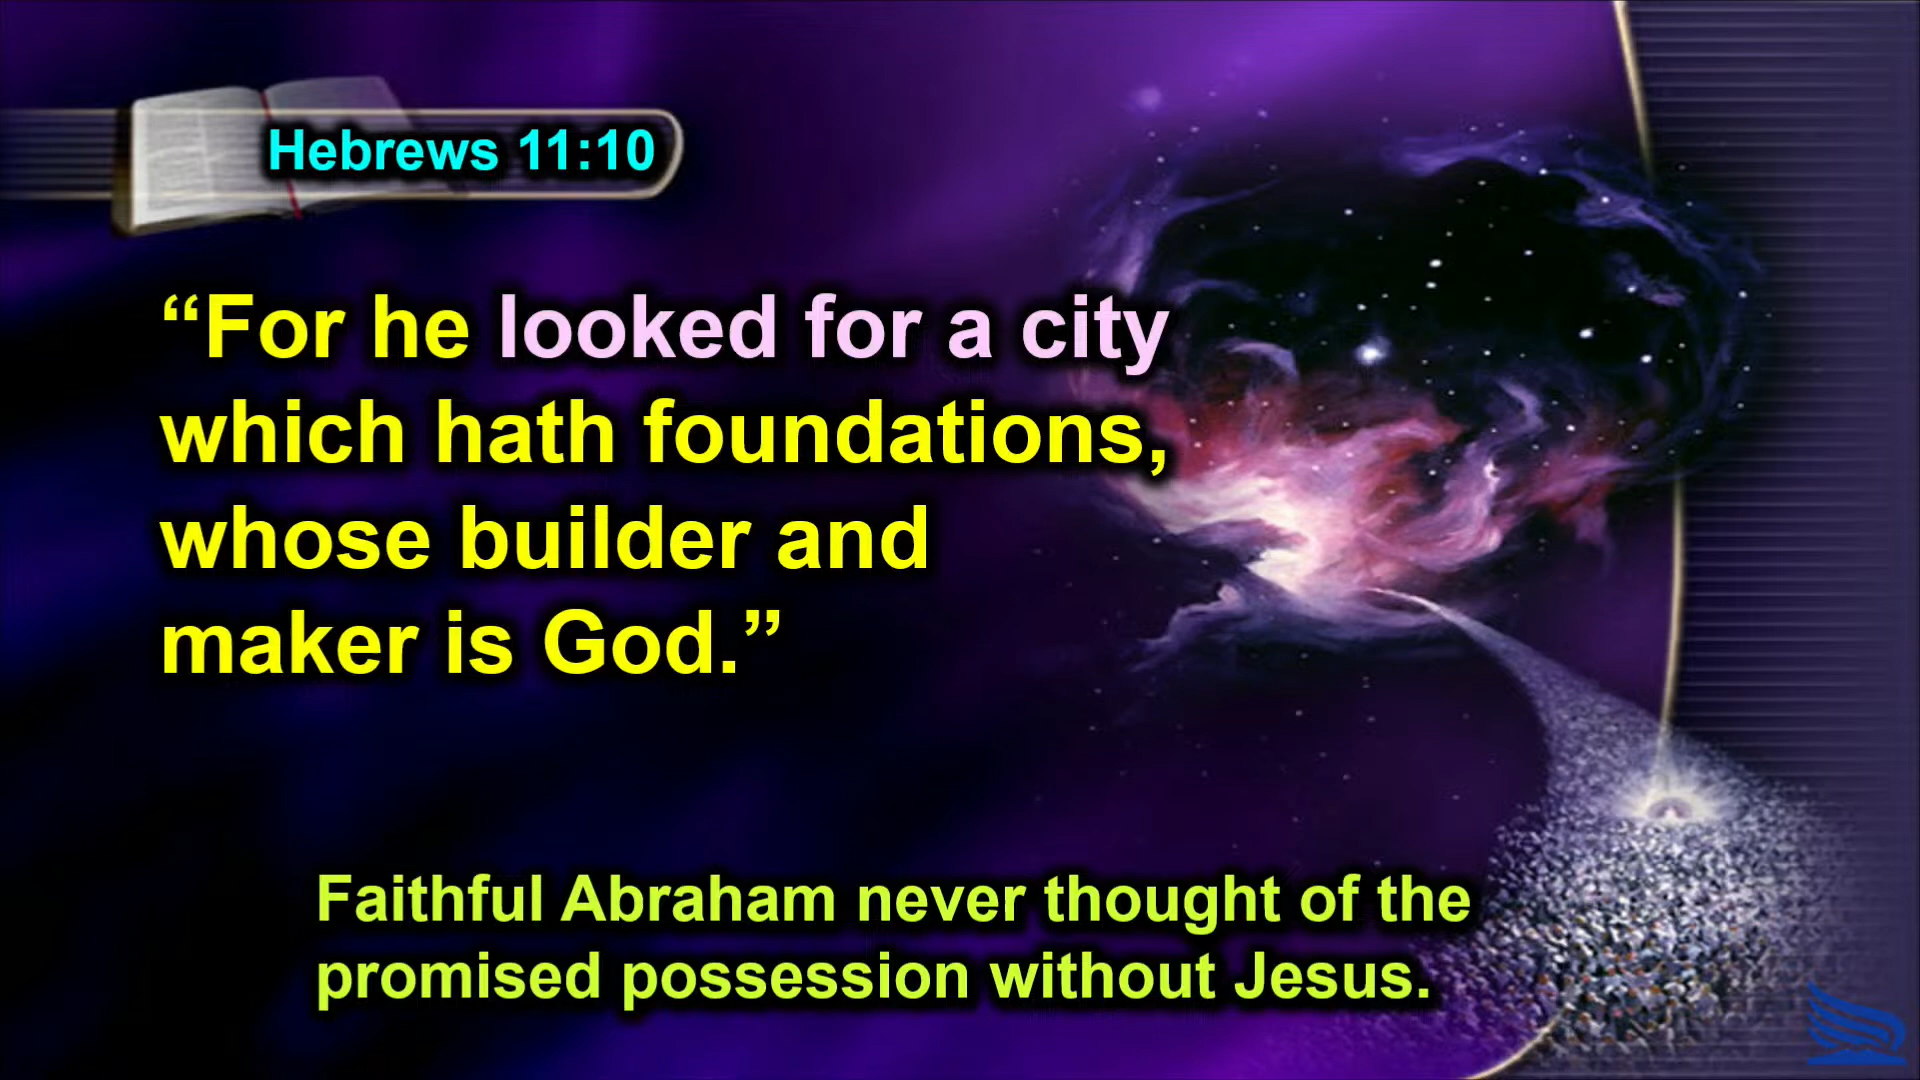 Hebrews 11:10
“For he looked for a city
which hath foundations,
whose builder and
maker is God.”
Faithful Abraham never thought of the
promised possession without Jesus.